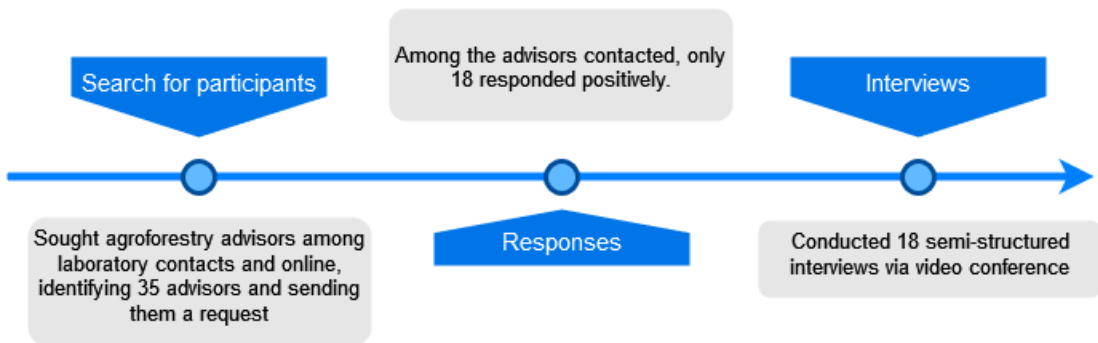 Search for participants
Sought agroforestry advisors among
laboratory contacts and online,
identifying 35 advisors and sending
them a request
Among the advisors contacted, only
18 responded positively.
Responses
Interviews
Conducted 18 semi-structured
interviews via video conference